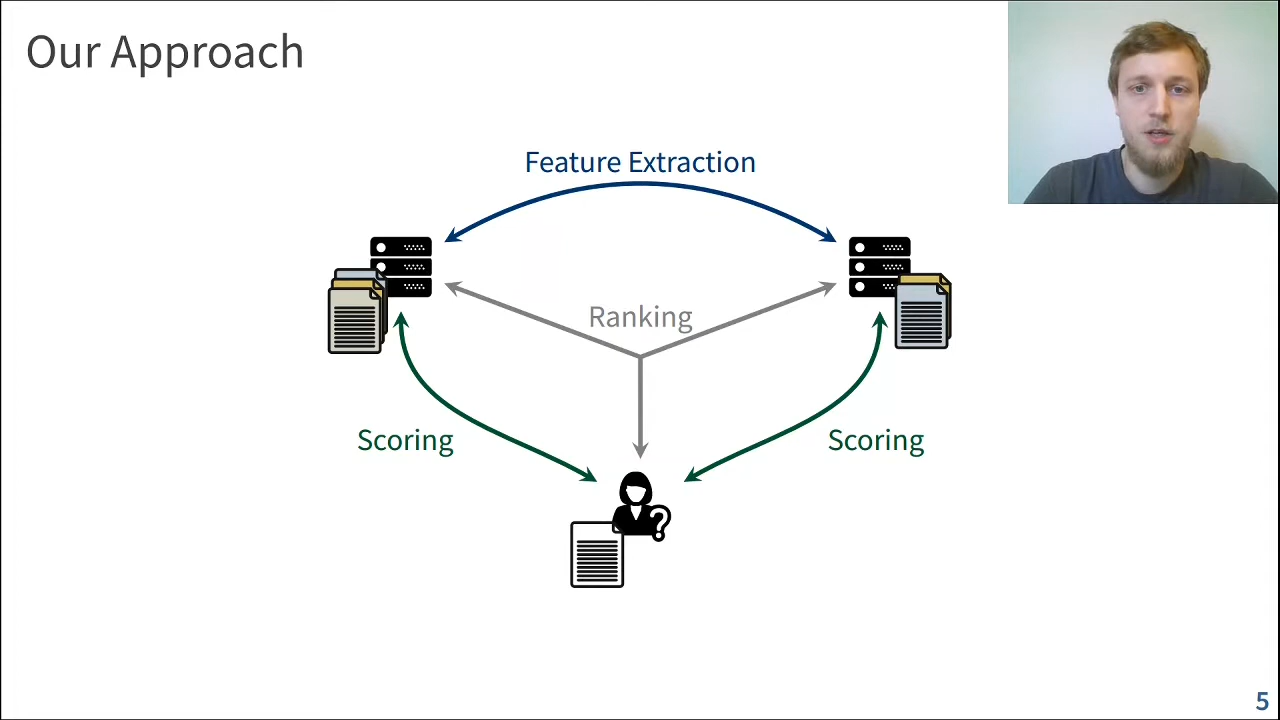 Our Approach
Feature Extraction
Ranking
Scoring
Scoring
?
5